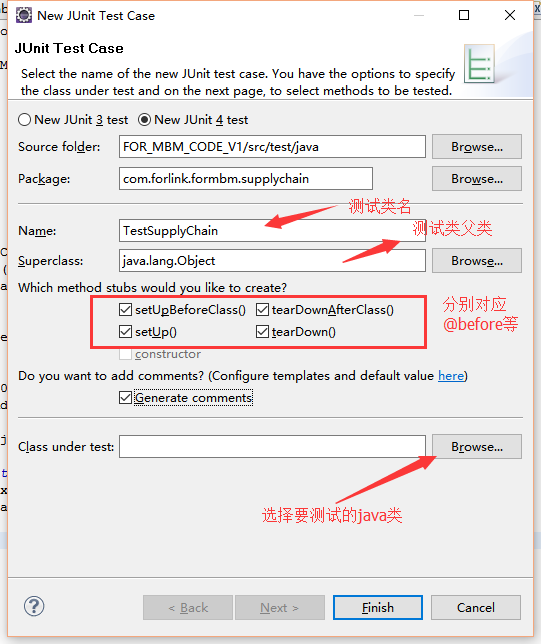 New JUnit Test Case
JUnit Test Case
Select the name of the new JUnit test case. You have the options to specify
the class under test and on the next page, to select methods to be tested.
New JUnit 3 test New JUnit 4 test
Source folder: FOR_MBM_CODE_V1/src/test/java Browse...
Package: com.forlink.formbm.supplychain Browse...
测试类名
Name: TestSupplyChain
测试类父类
Superclass: java.lang.Object Browse...
Which method stubs would you like to create?
setUpBeforeClass() tearDownAfterClass()
setUp() tearDown()
分别对应
@before等
constructor
Do you want to add comments? (Configure templates and default value here)
Generate comments
Class under test: Browse...
选择要测试的java类
< Back Next > Finish Cancel